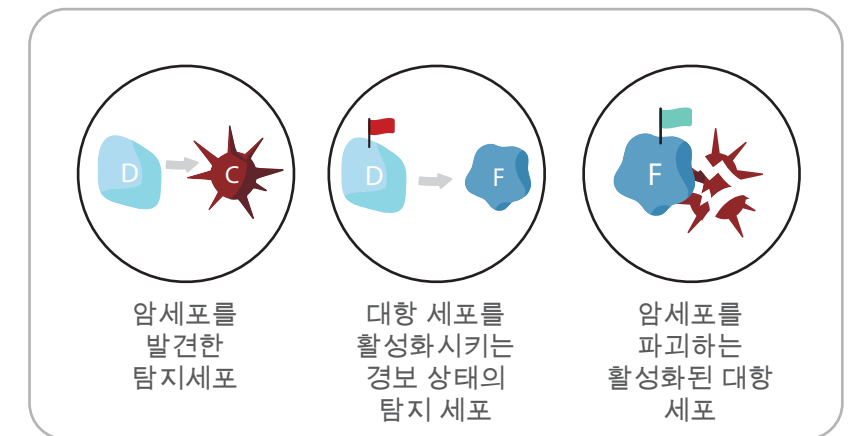 D
C
D
F
F
암세포를
발견한
탐지세포
대항 세포를
활성화시키는
경보 상태의
탐지 세포
암세포를
파괴하는
활성화된 대항
세포